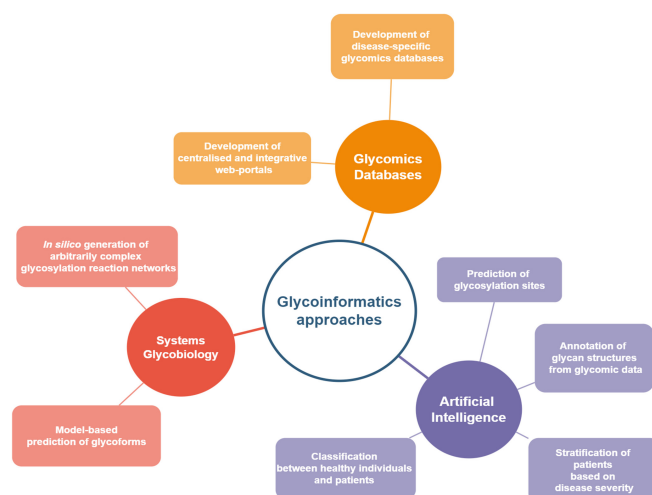 Development of
disease-specific
glycomics databases
Development of
centralised and integrative
web-portals
Glycomics
Databases
In silico generation of
arbitrarily complex
glycosylation reaction networks
Glycoinformatics
approaches
Prediction of
glycosylation sites
Systems
Glycobiology
Annotation of
glycan structures
from glycomic data
Artificial
Intelligence
Model-based
prediction of glycoforms
Classification
between healthy individuals
and patients
Stratification of
patients
based on
disease severity